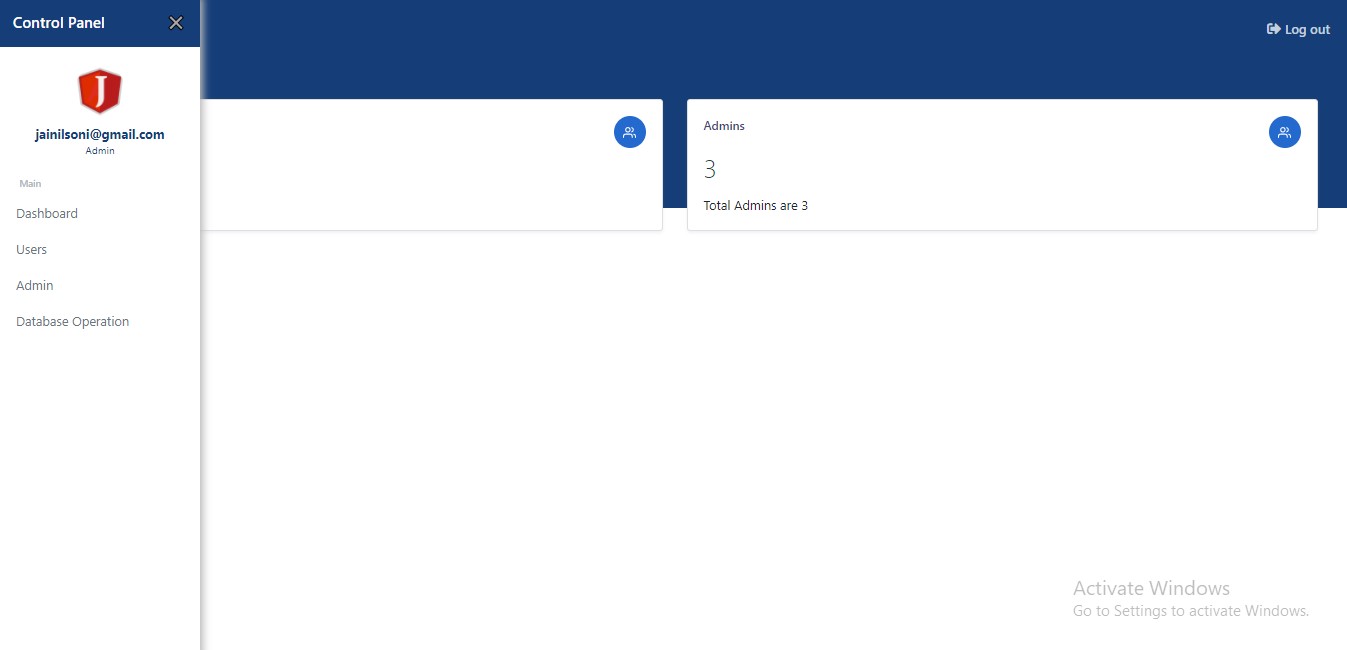 Control Panel
Log out
J
jainilsoni@gmail.com
Admin
Main
Dashboard
Users
Admin
Database Operation
Admins
3
Total Admins are 3
Activate Windows
Go to Settings to activate Windows.